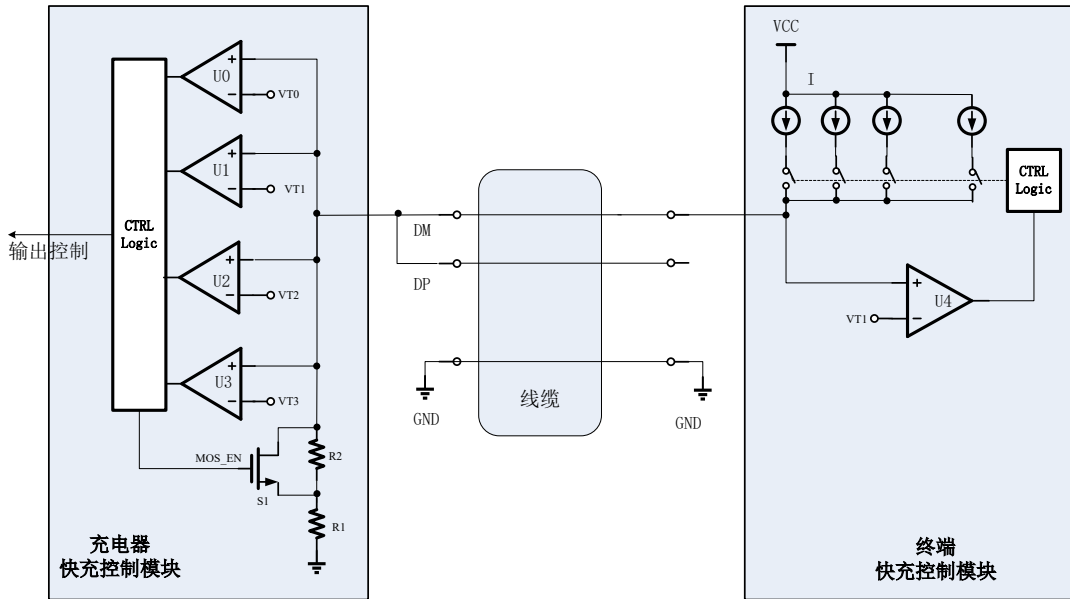 U0
VT0
U1
VT1
CTRL
Logic
输出控制
U2
VT2
U3
VT3
MOS_EN
S1
R2
R1
充电器
快充控制模块
DM
DP
GND
线缆
GND
VCC
I
CTRL
Logic
U4
VT1
终端
快充控制模块